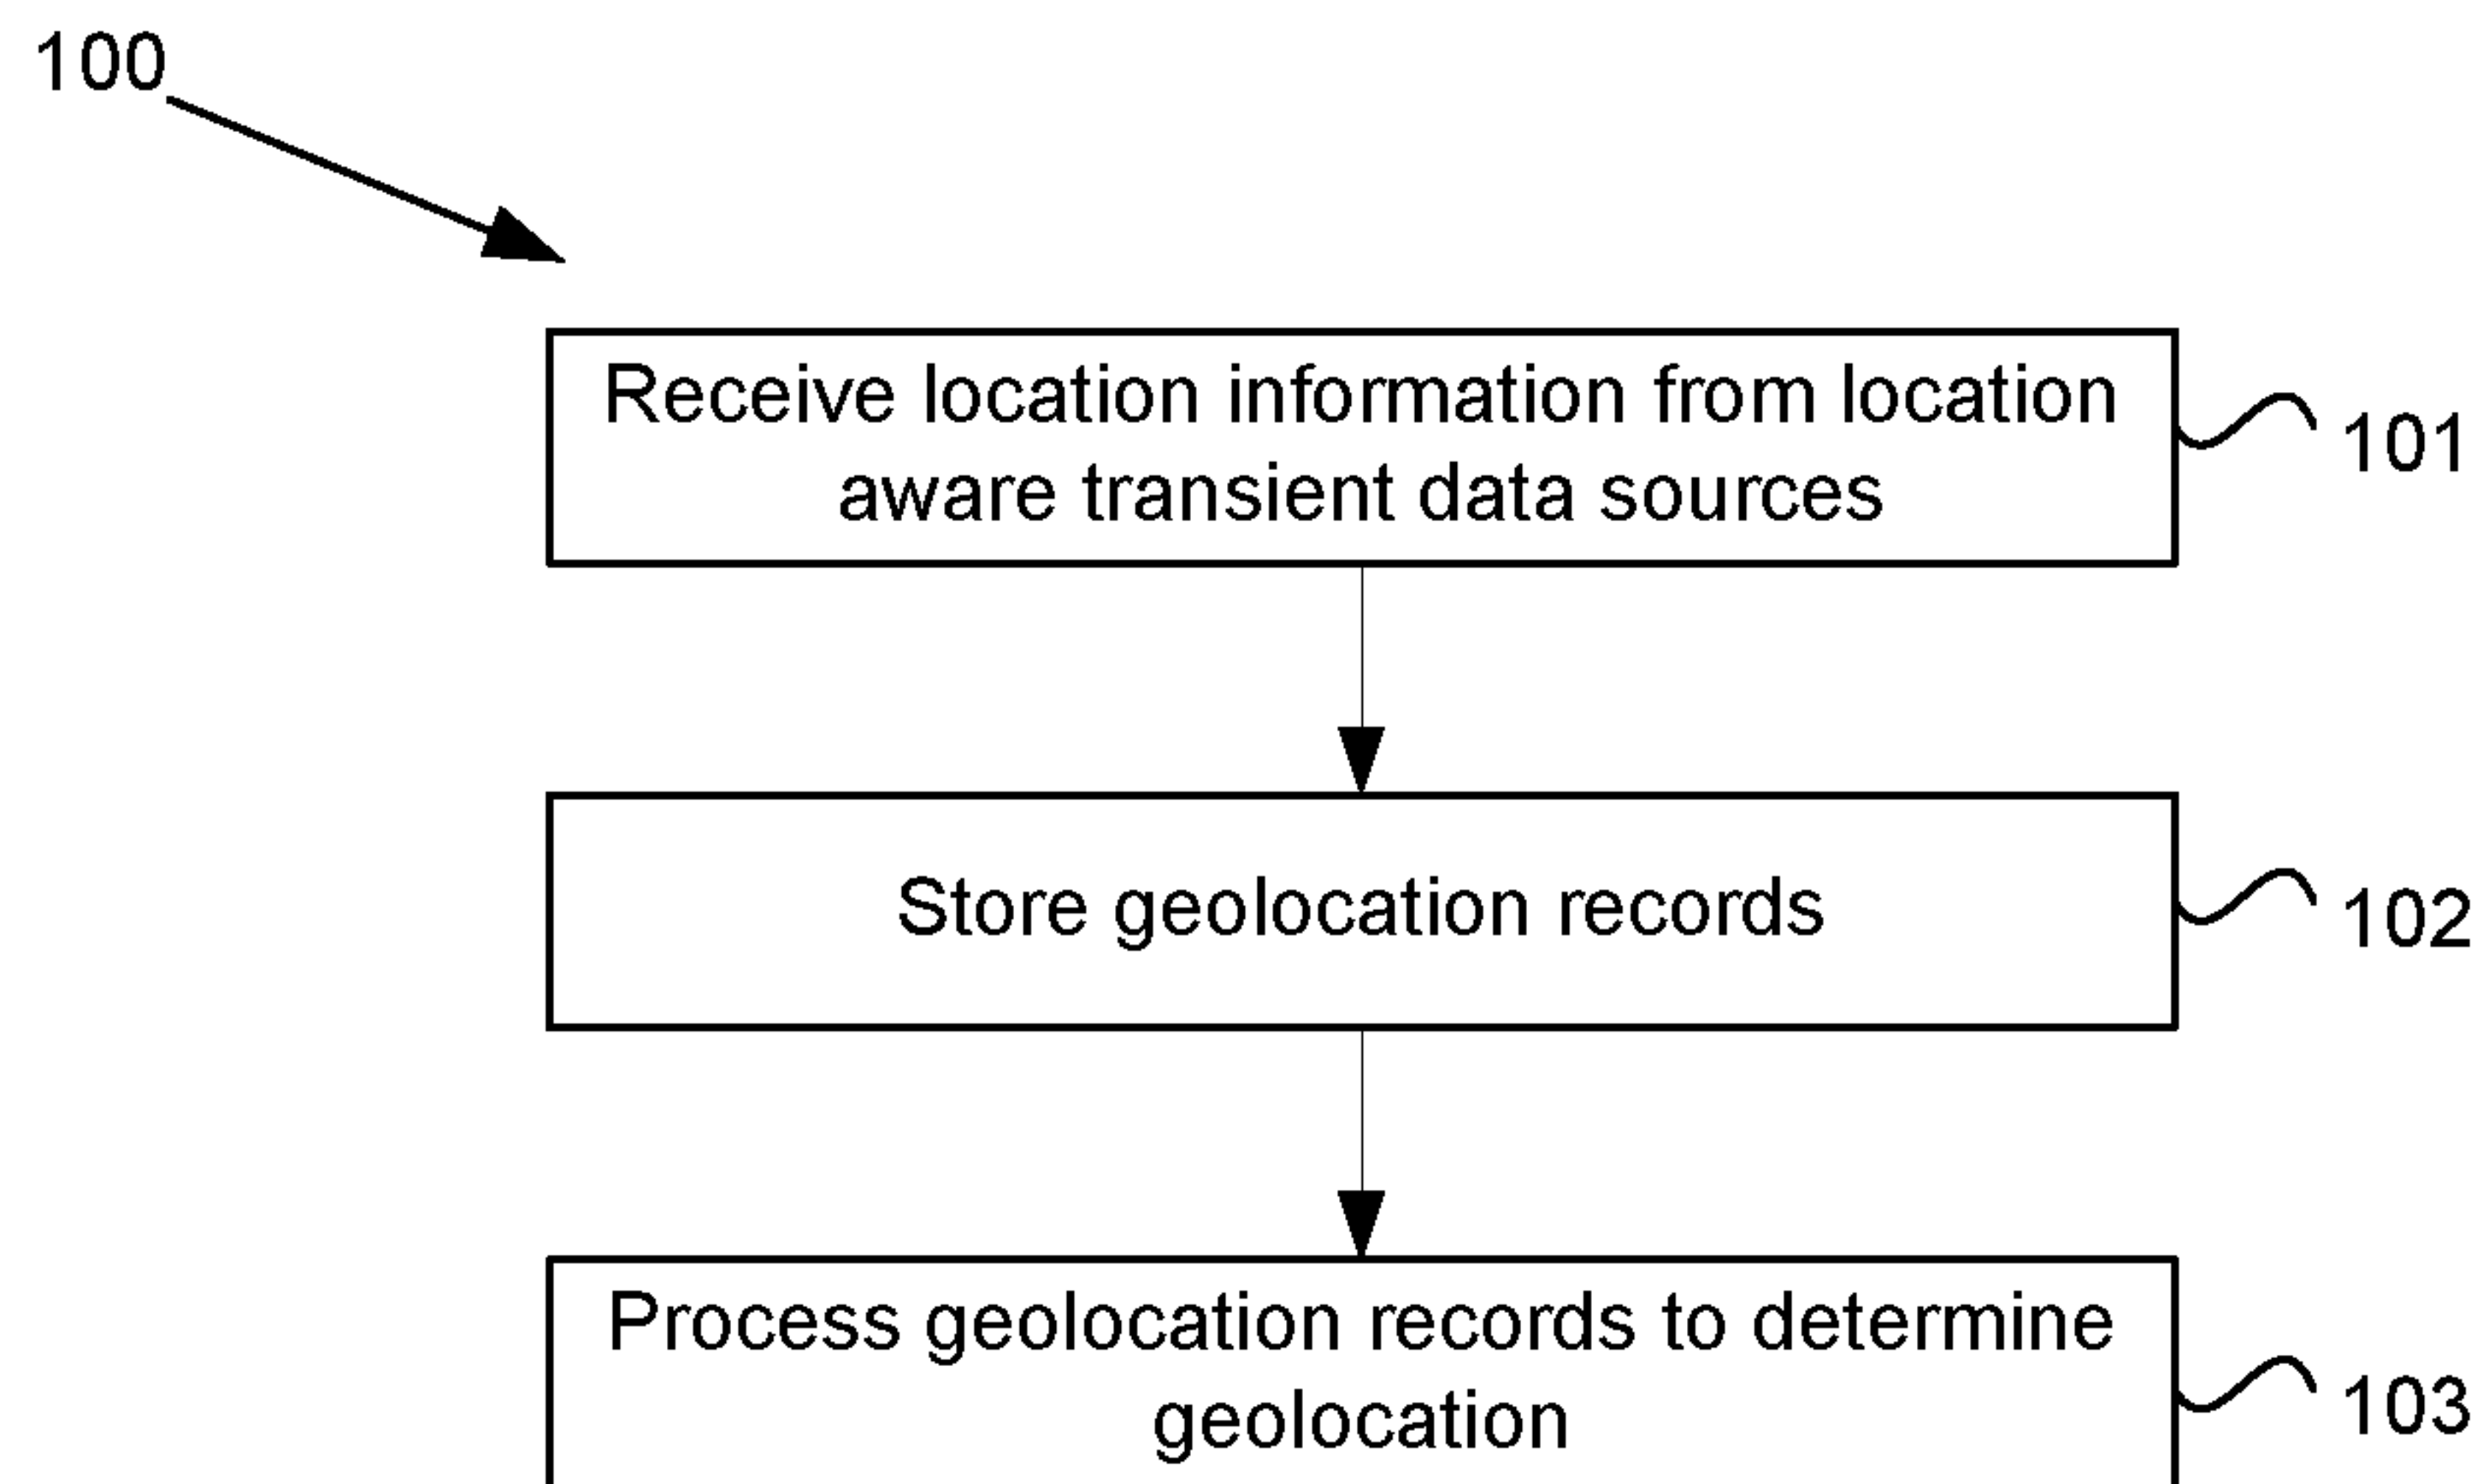 100
Receive location information from location
aware transient data sources
101
Store geolocation records
102
Process geolocation records to determine
geolocation
103